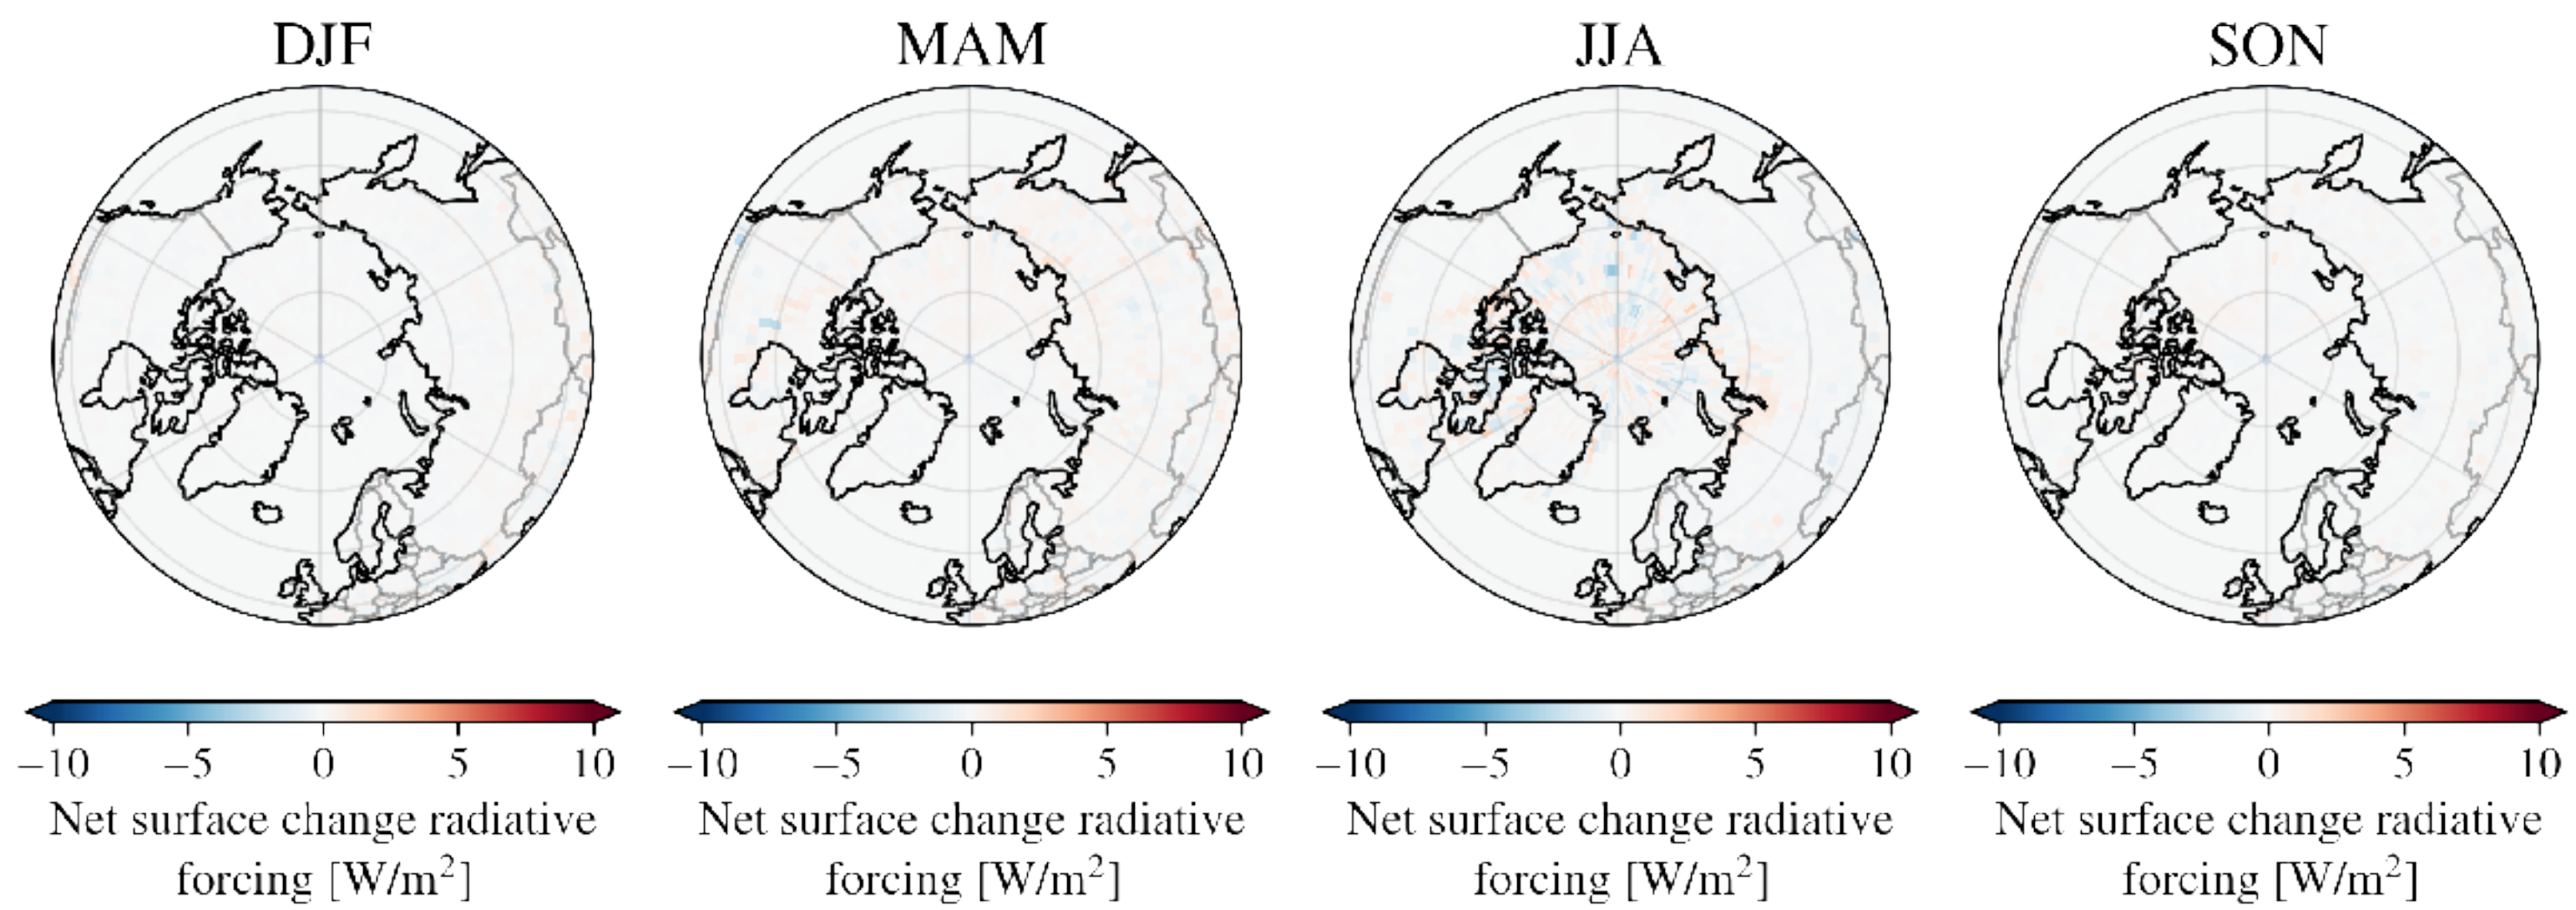 DJF MAM JJA SON
−10 −5 0 5 10 −10 −5 0 5 10 −10 −5 0 5 10 −10 −5 0 5 10
Net surface change radiative Net surface change radiative Net surface change radiative Net surface change radiative
forcing [W/m²] forcing [W/m²] forcing [W/m²] forcing [W/m²]